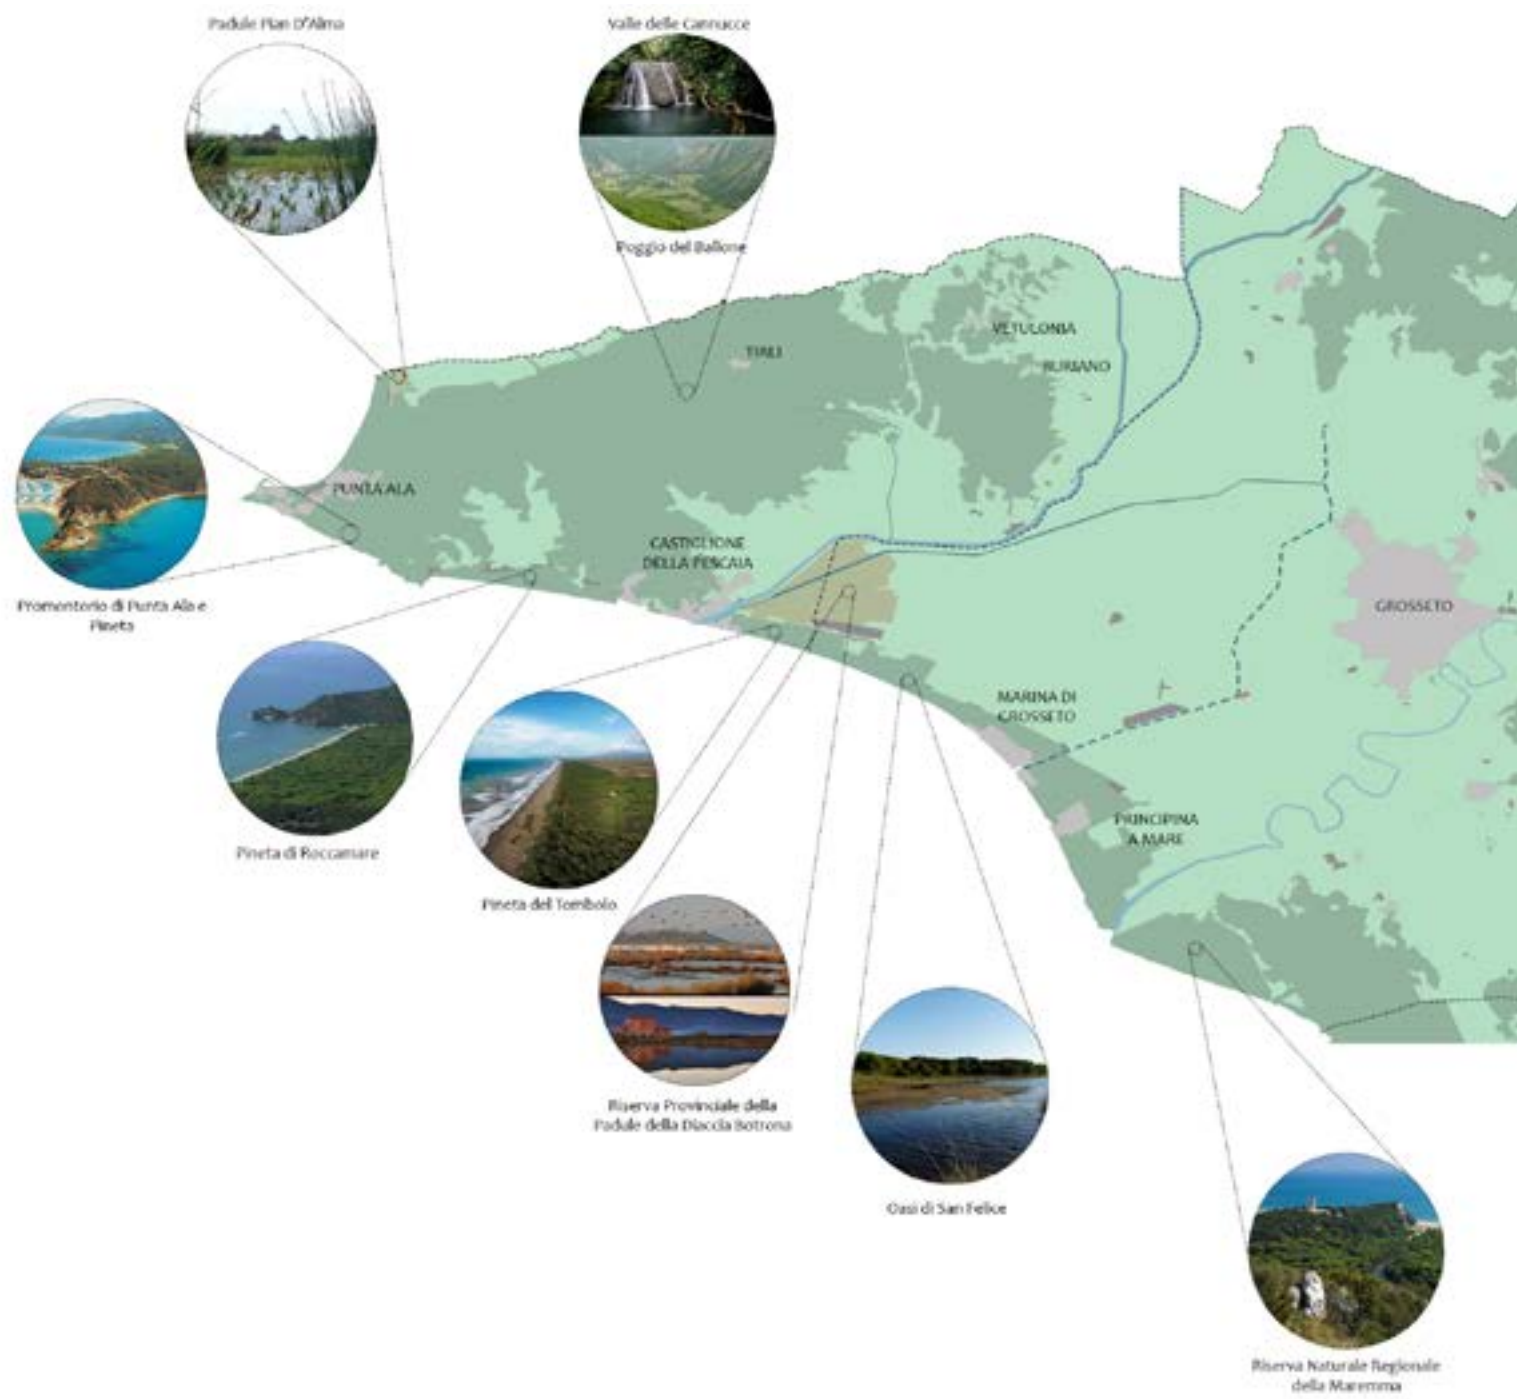 Padule Pian D'Alma
Valle delle Cannucce
Poggio del Ballone
VETULONIA
TIRLI
BURIANO
PUNTA ALA
CASTIGLIONE
DELLA PESCAIA
GROSSETO
Promontorio di Punta Ala e
Pineta
MARINA DI
GROSSETO
PRINCIPINA
A MARE
Pineta di Roccamare
Pineta del Tombolo
Riserva Provinciale della
Padule della Diaccia Botrona
Oasi di San Felice
Riserva Naturale Regionale
della Maremma